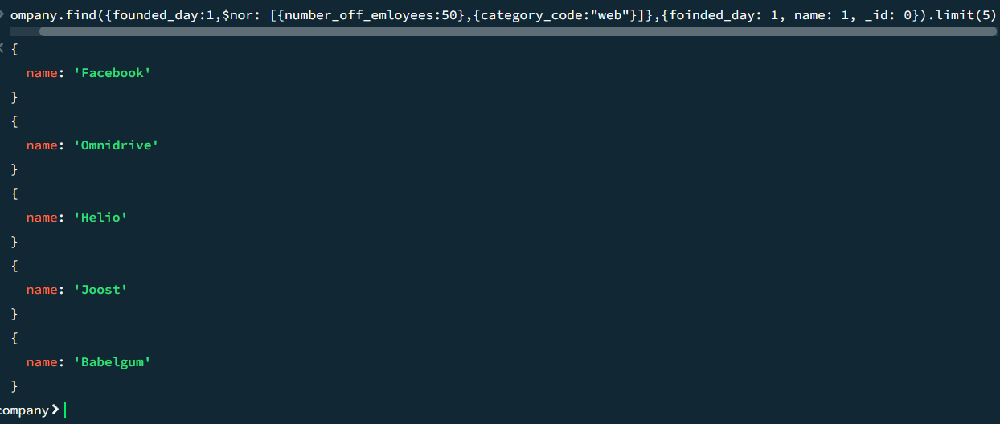 ompany.find({founded_day:1,$nor: [{number_off_emloyees:50},{category_code:"web"}]},{foinded_day: 1, name: 1, _id: 0}).limit(5)
{
name: 'Facebook'
}
{
name: 'Omnidrive'
}
{
name: 'Helio'
}
{
name: 'Joost'
}
{
name: 'Babelgum'
}
company>